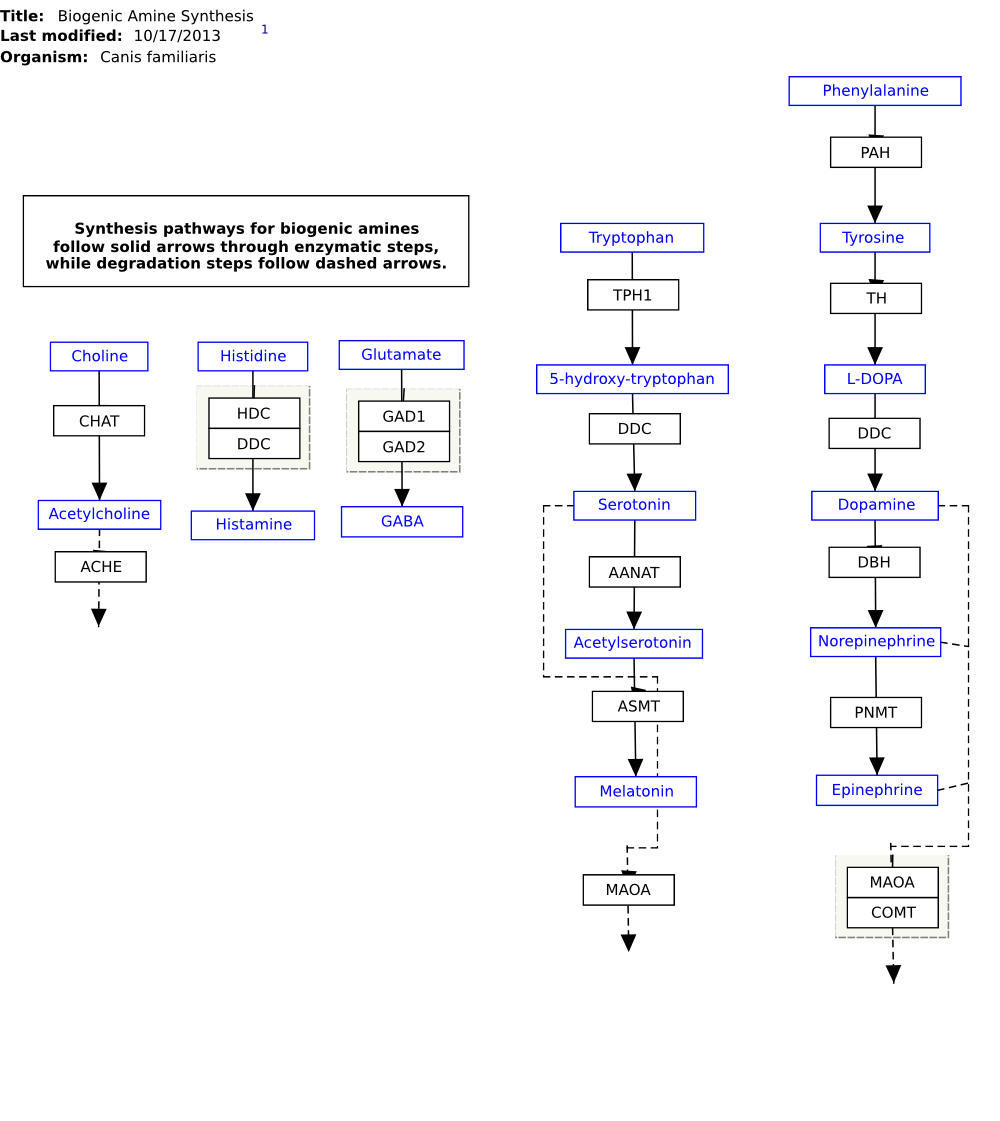 Title: Biogenic Amine Synthesis
Last modified: 10/17/2013 1
Organism: Canis familiaris
Synthesis pathways for biogenic amines
follow solid arrows through enzymatic steps,
while degradation steps follow dashed arrows.
Choline
CHAT
Acetylcholine
ACHE
Histidine
HDC
DDC
Histamine
Glutamate
GAD1
GAD2
GABA
Tryptophan
TPH1
5-hydroxy-tryptophan
DDC
Serotonin
AANAT
Acetylserotonin
ASMT
Melatonin
MAOA
Phenylalanine
PAH
Tyrosine
TH
L-DOPA
DDC
Dopamine
DBH
Norepinephrine
PNMT
Epinephrine
MAOA
COMT